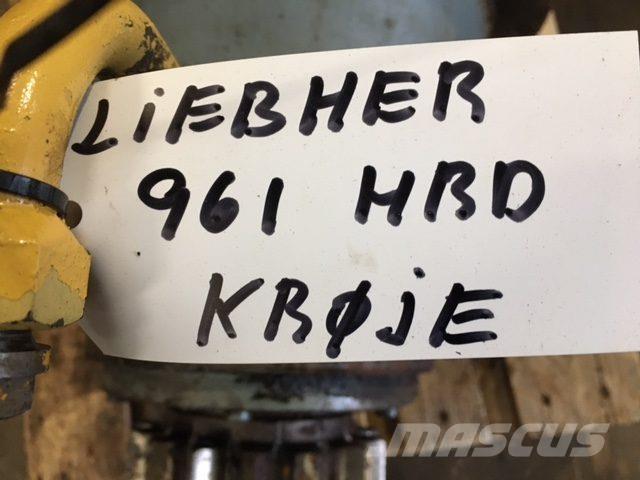 LiEBHER
961 HBD
KRØjE
MASCUS